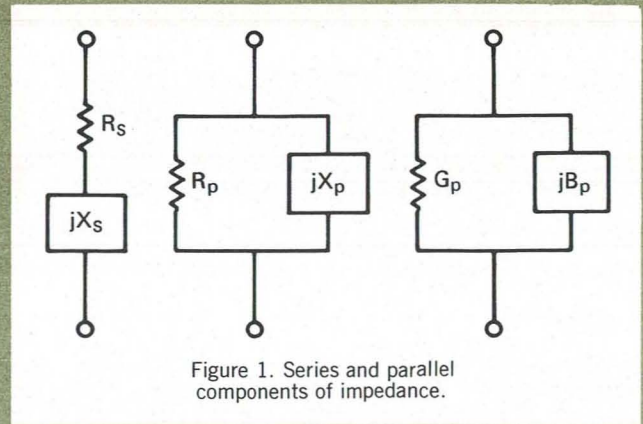 R_s
jX_s
R_p
jX_p
G_p
jB_p
Figure 1. Series and parallel
components of impedance.